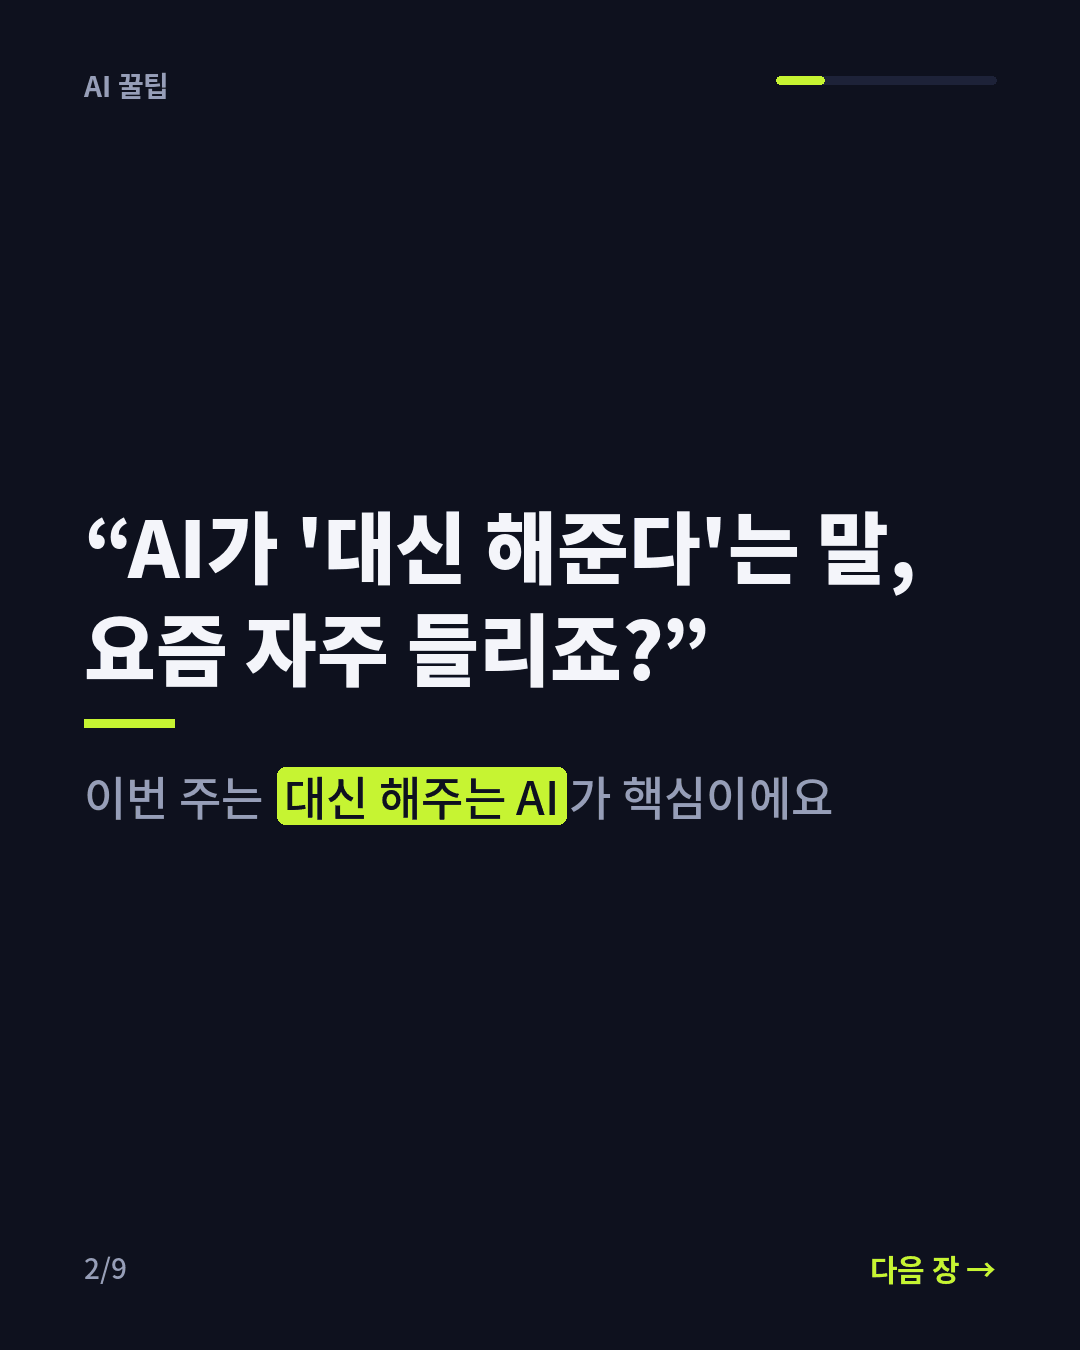 AI 꿀팁
“AI가 '대신 해준다'는 말,
요즘 자주 들리죠?”
이번 주는 대신 해주는 AI가 핵심이에요
2/9
다음 장 →